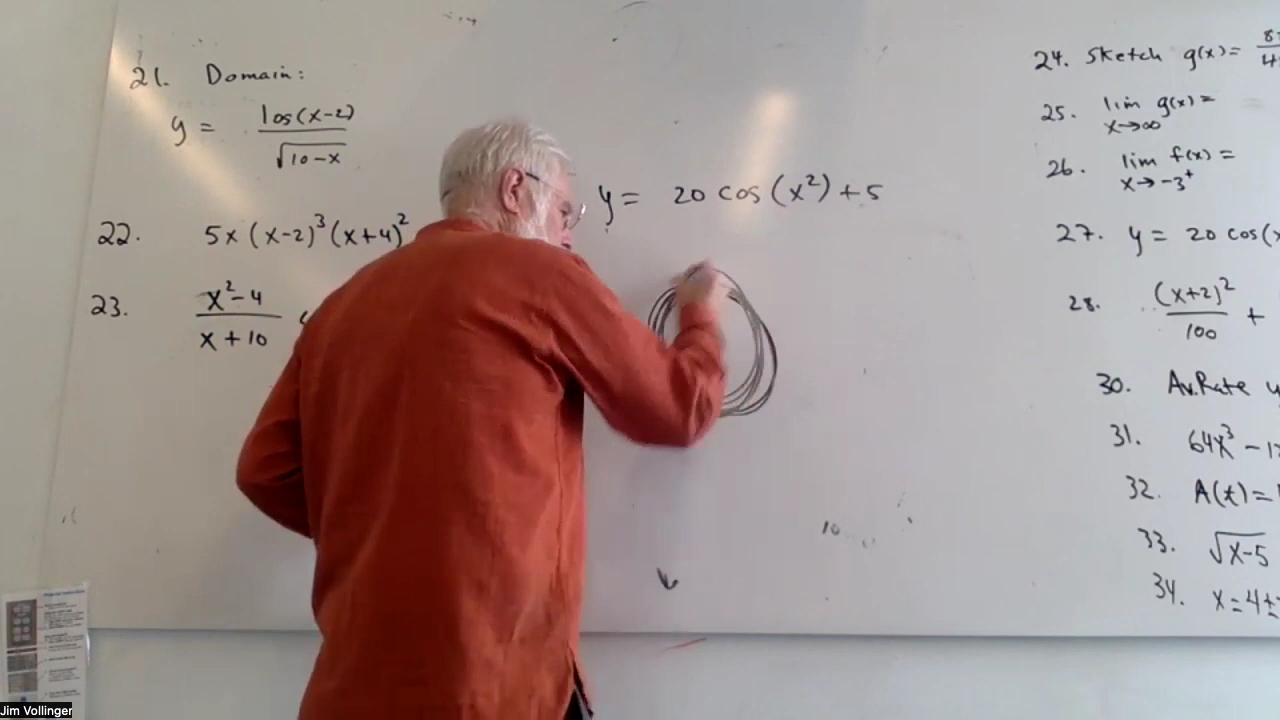 21. Domain:
y = log(x-2)
√10-x
22. 5x(x-2)³(x+4)²
23. x²-4
x+10
y = 20 cos(x²)+5
10
24. Sketch g(x)=
25. lim g(x)=
x→∞
26. lim f(x)=
x→-3⁺
27. y = 20 cos(x
28. (x+2)² +
100
30. Av.Rate
31. 64x³ - 1
32. A(t)=
33. √x-5
34. x=4±
Jim Vollinger